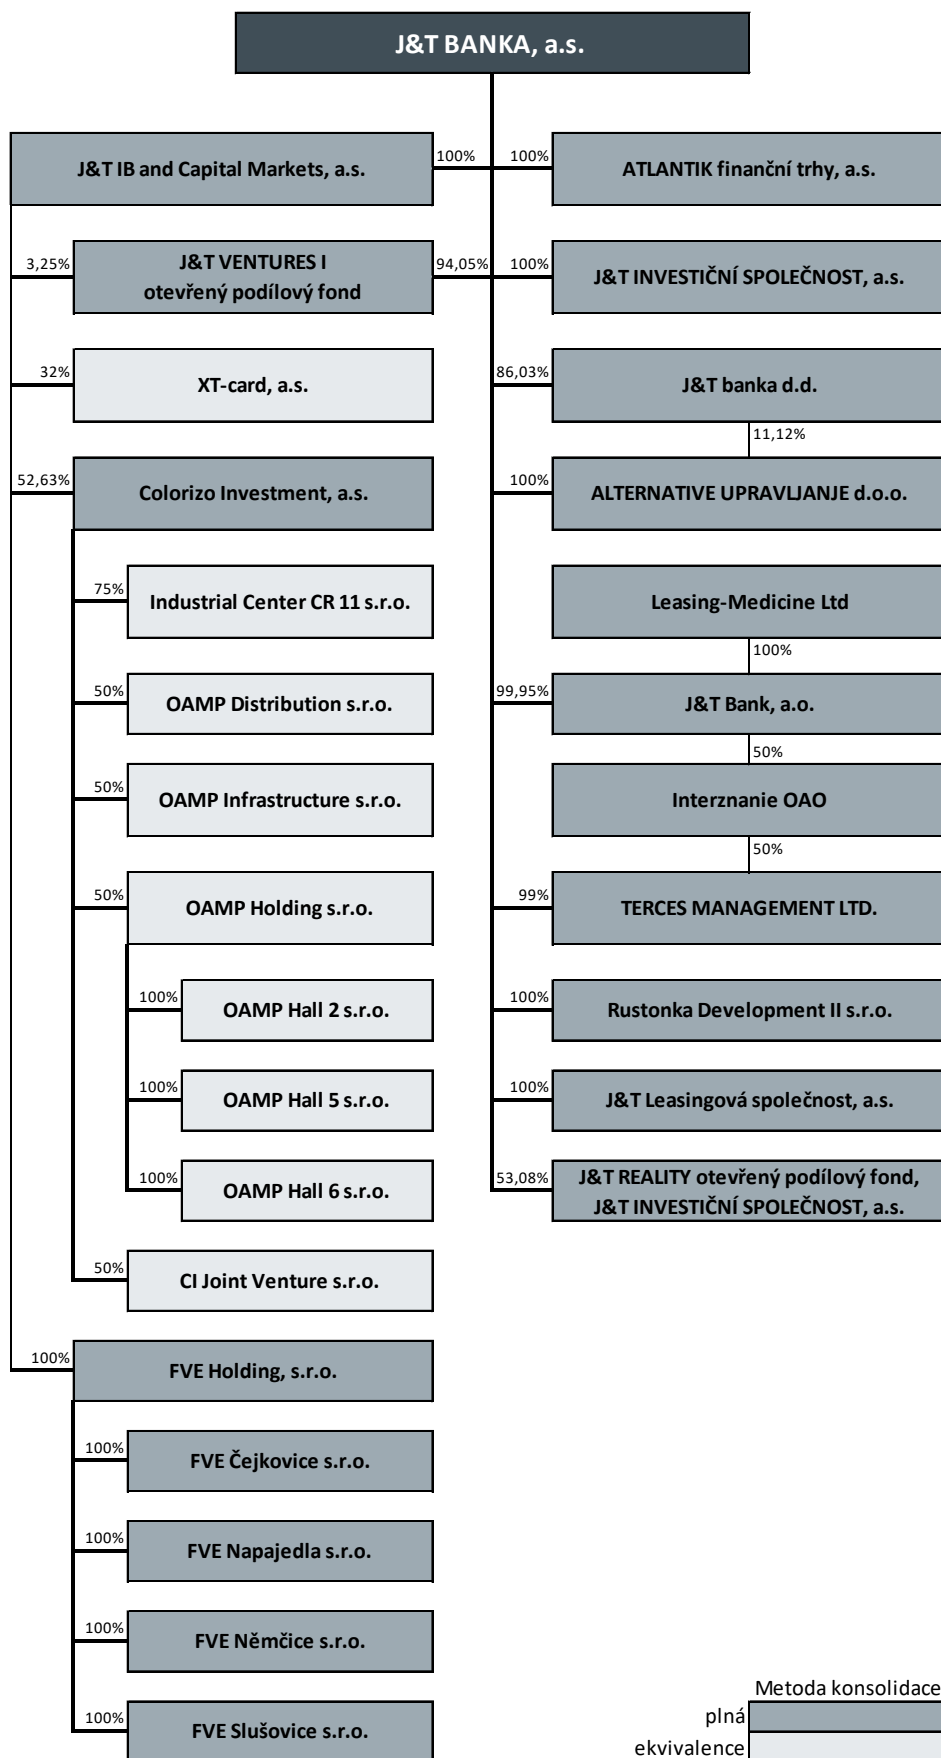 J&T BANKA, a.s.
J&T IB and Capital Markets, a.s.
100%
100%
ATLANTIK finanční trhy, a.s.
3,25%
J&T VENTURES I
otevřený podílový fond
94,05%
100%
J&T INVESTIČNÍ SPOLEČNOST, a.s.
32%
XT-card, a.s.
86,03%
J&T banka d.d.
11,12%
52,63%
Colorizo Investment, a.s.
100%
ALTERNATIVE UPRAVLJANJE d.o.o.
75%
Industrial Center CR 11 s.r.o.
Leasing-Medicine Ltd
100%
50%
OAMP Distribution s.r.o.
99,95%
J&T Bank, a.o.
50%
50%
OAMP Infrastructure s.r.o.
Interznanie OAO
50%
50%
OAMP Holding s.r.o.
99%
TERCES MANAGEMENT LTD.
100%
OAMP Hall 2 s.r.o.
100%
Rustonka Development II s.r.o.
100%
OAMP Hall 5 s.r.o.
100%
J&T Leasingová společnost, a.s.
100%
OAMP Hall 6 s.r.o.
53,08%
J&T REALITY otevřený podílový fond,
J&T INVESTIČNÍ SPOLEČNOST, a.s.
50%
CI Joint Venture s.r.o.
100%
FVE Holding, s.r.o.
100%
FVE Čejkovice s.r.o.
100%
FVE Napajedla s.r.o.
100%
FVE Němčice s.r.o.
100%
FVE Slušovice s.r.o.
Metoda konsolidace
plná
ekvivalence